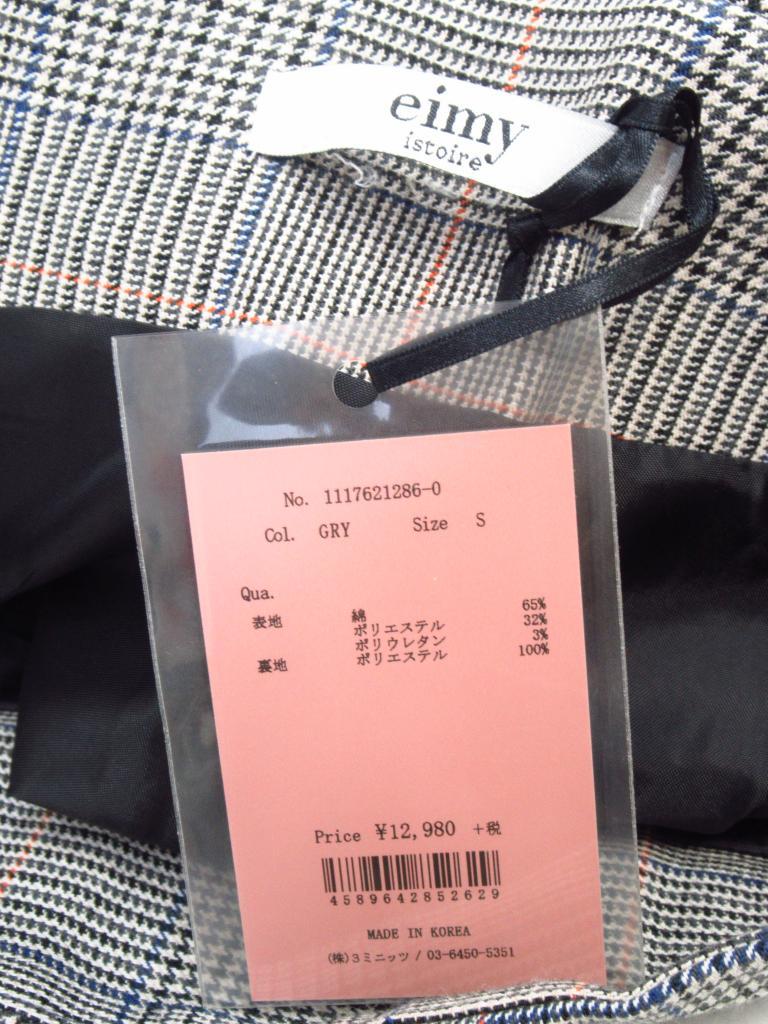 eimy
istoire
No. 1117621286-0
Col. GRY Size S
Qua.
表地 綿 65%
ポリエステル 32%
ポリウレタン 3%
裏地 ポリエステル 100%
Price ¥12,980 +税
4589642852629
MADE IN KOREA
(株)3ミニッツ / 03-6450-5351